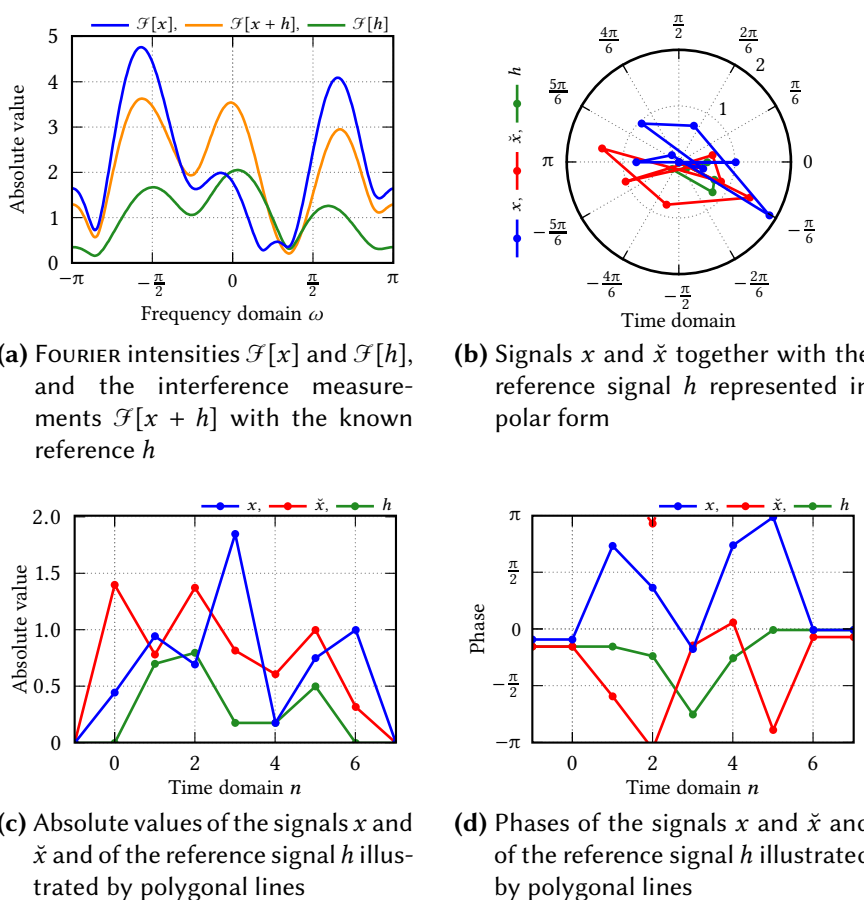 ℱ[x], ℱ[x + h], ℱ[h]
5
4
3
2
1
0
Absolute value
−π −π/2 0 π/2 π
Frequency domain ω
(a) Fourier intensities ℱ[x] and ℱ[h],
and the interference measure-
ments ℱ[x + h] with the known
reference h
x, x̌, h
π/2
4π/6 2π/6
5π/6 π/6
π 0
−5π/6 −π/6
−4π/6 −2π/6
−π/2
1 2
Time domain
(b) Signals x and x̌ together with the
reference signal h represented in
polar form
x, x̌, h
2.0
1.5
1.0
0.5
0
Absolute value
0 2 4 6
Time domain n
(c) Absolute values of the signals x and
x̌ and of the reference signal h illus-
trated by polygonal lines
x, x̌, h
π
π/2
0
−π/2
−π
Phase
0 2 4 6
Time domain n
(d) Phases of the signals x and x̌ and
of the reference signal h illustrated
by polygonal lines